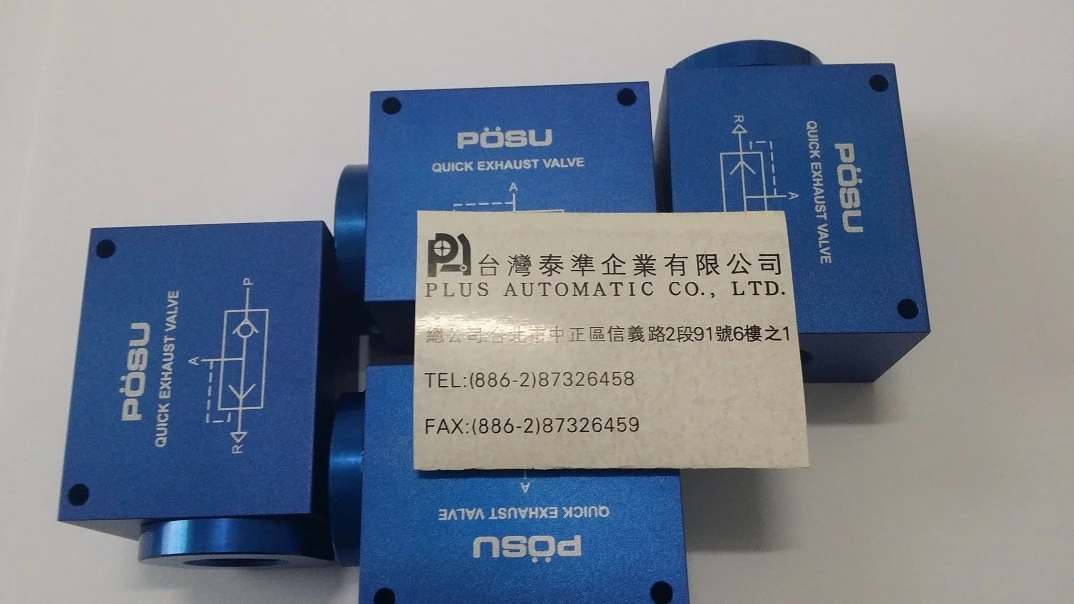 PÖSU
QUICK EXHAUST VALVE
A
R
A
QUICK EXHAUST VALVE
PÖSU
PÖSU
QUICK EXHAUST VALVE
A
P
R
PA
台灣泰準企業有限公司
PLUS AUTOMATIC CO., LTD.
總公司:台北市中正區信義路2段91號6樓之1
TEL:(886-2)87326458
FAX:(886-2)87326459
A
QUICK EXHAUST VALVE
PÖSU